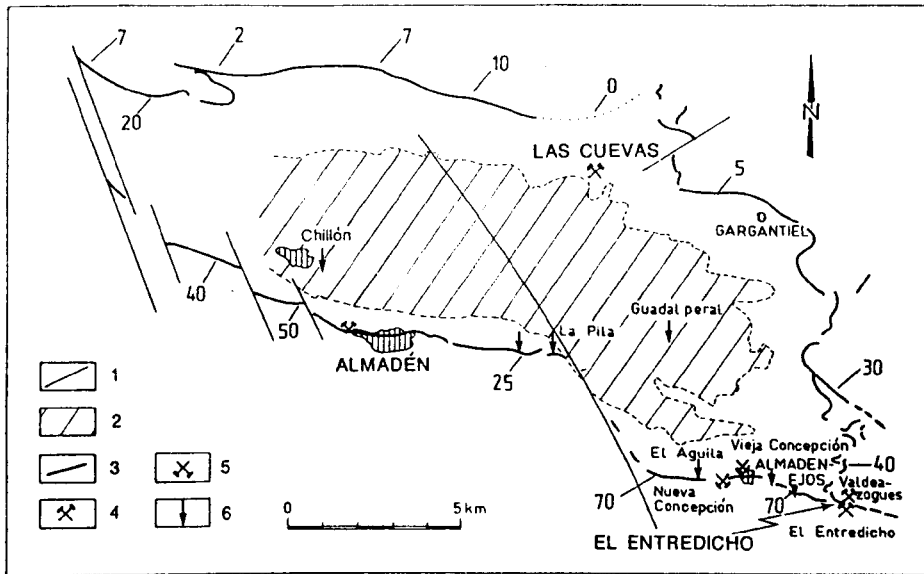 7
2
7
10
0
20
N
LAS CUEVAS
5
GARGANTIEL
Chillón
40
50
Guadal peral
La Pila
ALMADÉN
25
30
1
2
3
4
5
6
0
5 km
El Aguila
Vieja Concepción
ALMADEN-
EJOS
40
Valdea-
zogues
70
Nueva
Concepción
70
El Entredicho
EL ENTREDICHO